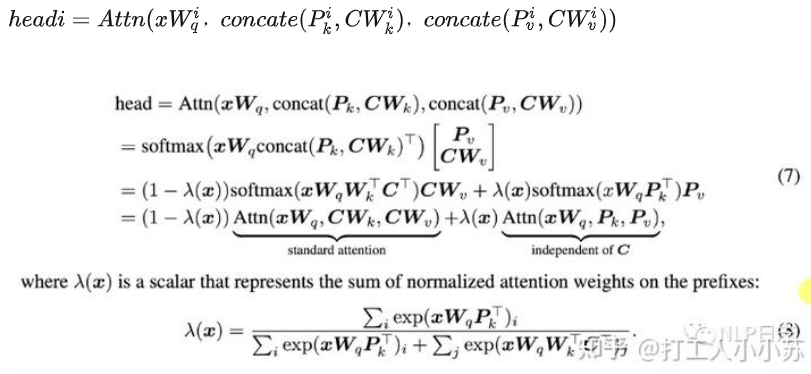 headi = Attn(xW_q^i, concate(P_k^i, CW_k^i), concate(P_v^i, CW_v^i))
head = Attn(xW_q, concat(P_k, CW_k), concat(P_v, CW_v))
= softmax(xW_q concat(P_k, CW_k)^⊤) [P_v CW_v]
= (1 − λ(x))softmax(xW_q W_k^⊤ C^⊤)CW_v + λ(x)softmax(xW_q P_k^⊤)P_v (7)
= (1 − λ(x)) Attn(xW_q, CW_k, CW_v) + λ(x) Attn(xW_q, P_k, P_v),
standard attention independent of C
where λ(x) is a scalar that represents the sum of normalized attention weights on the prefixes:
λ(x) = ∑_i exp(xW_q P_k^⊤)_i / ∑_i exp(xW_q P_k^⊤)_i + ∑_j exp(xW_q W_k^⊤ C^⊤)_j . (8)
知乎 @打工人小小苏